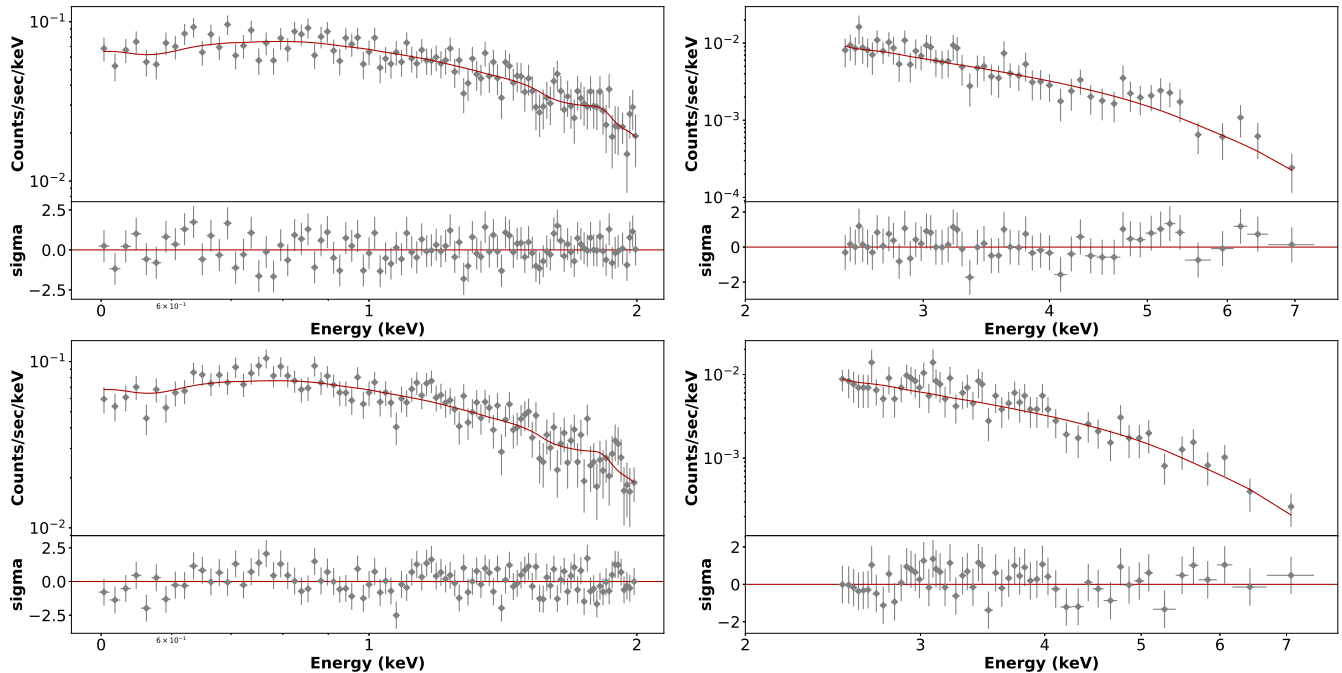 10⁻¹
10⁻²
Counts/sec/keV
2.5
0.0
−2.5
sigma
0
6 × 10⁻¹
1
2
Energy (keV)
10⁻²
10⁻³
10⁻⁴
Counts/sec/keV
2
0
−2
sigma
2
3
4
5
6
7
Energy (keV)
10⁻¹
10⁻²
Counts/sec/keV
2.5
0.0
−2.5
sigma
0
6 × 10⁻¹
1
2
Energy (keV)
10⁻²
10⁻³
Counts/sec/keV
2
0
−2
sigma
2
3
4
5
6
7
Energy (keV)